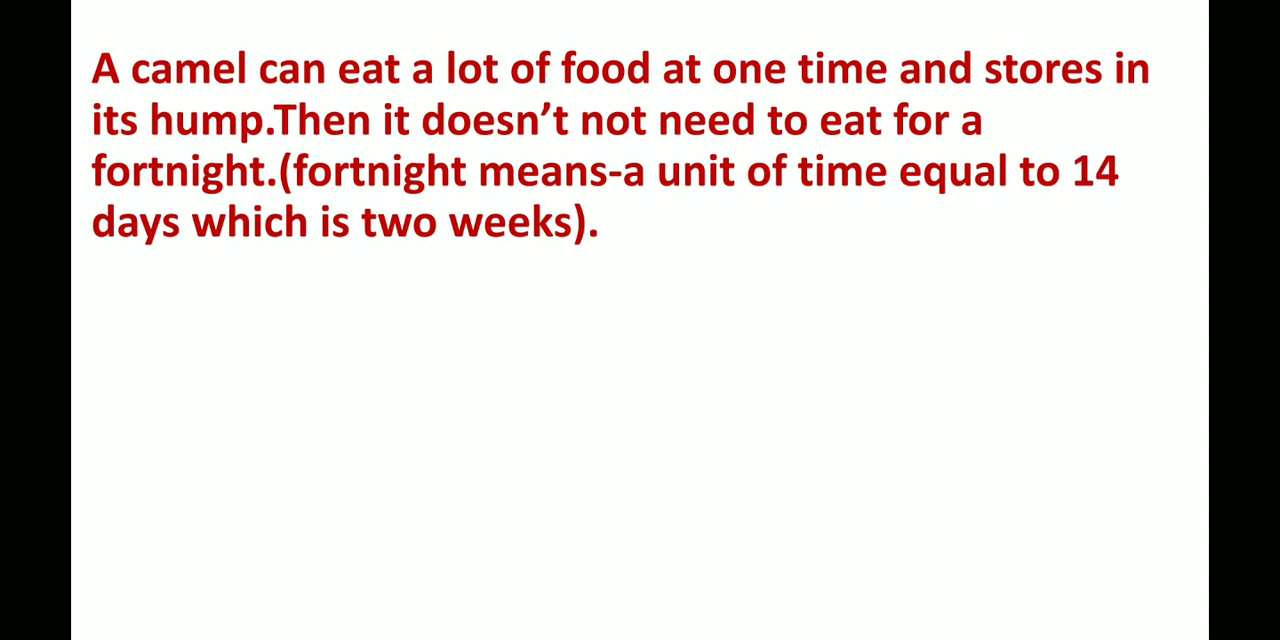 A camel can eat a lot of food at one time and stores in
its hump.Then it doesn’t not need to eat for a
fortnight.(fortnight means-a unit of time equal to 14
days which is two weeks).